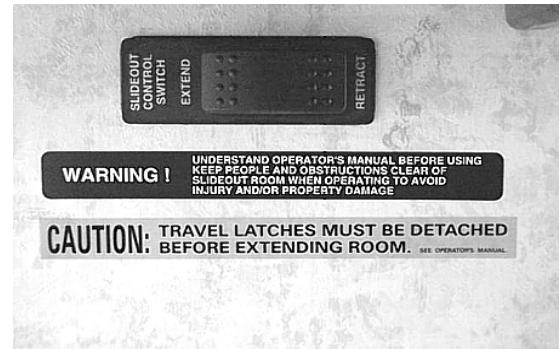 SLIDEOUT
CONTROL
SWITCH
EXTEND
RETRACT
WARNING !
UNDERSTAND OPERATOR'S MANUAL BEFORE USING
KEEP PEOPLE AND OBSTRUCTIONS CLEAR OF
SLIDEOUT ROOM WHEN OPERATING TO AVOID
INJURY AND/OR PROPERTY DAMAGE
CAUTION: TRAVEL LATCHES MUST BE DETACHED
BEFORE EXTENDING ROOM. SEE OPERATOR'S MANUAL